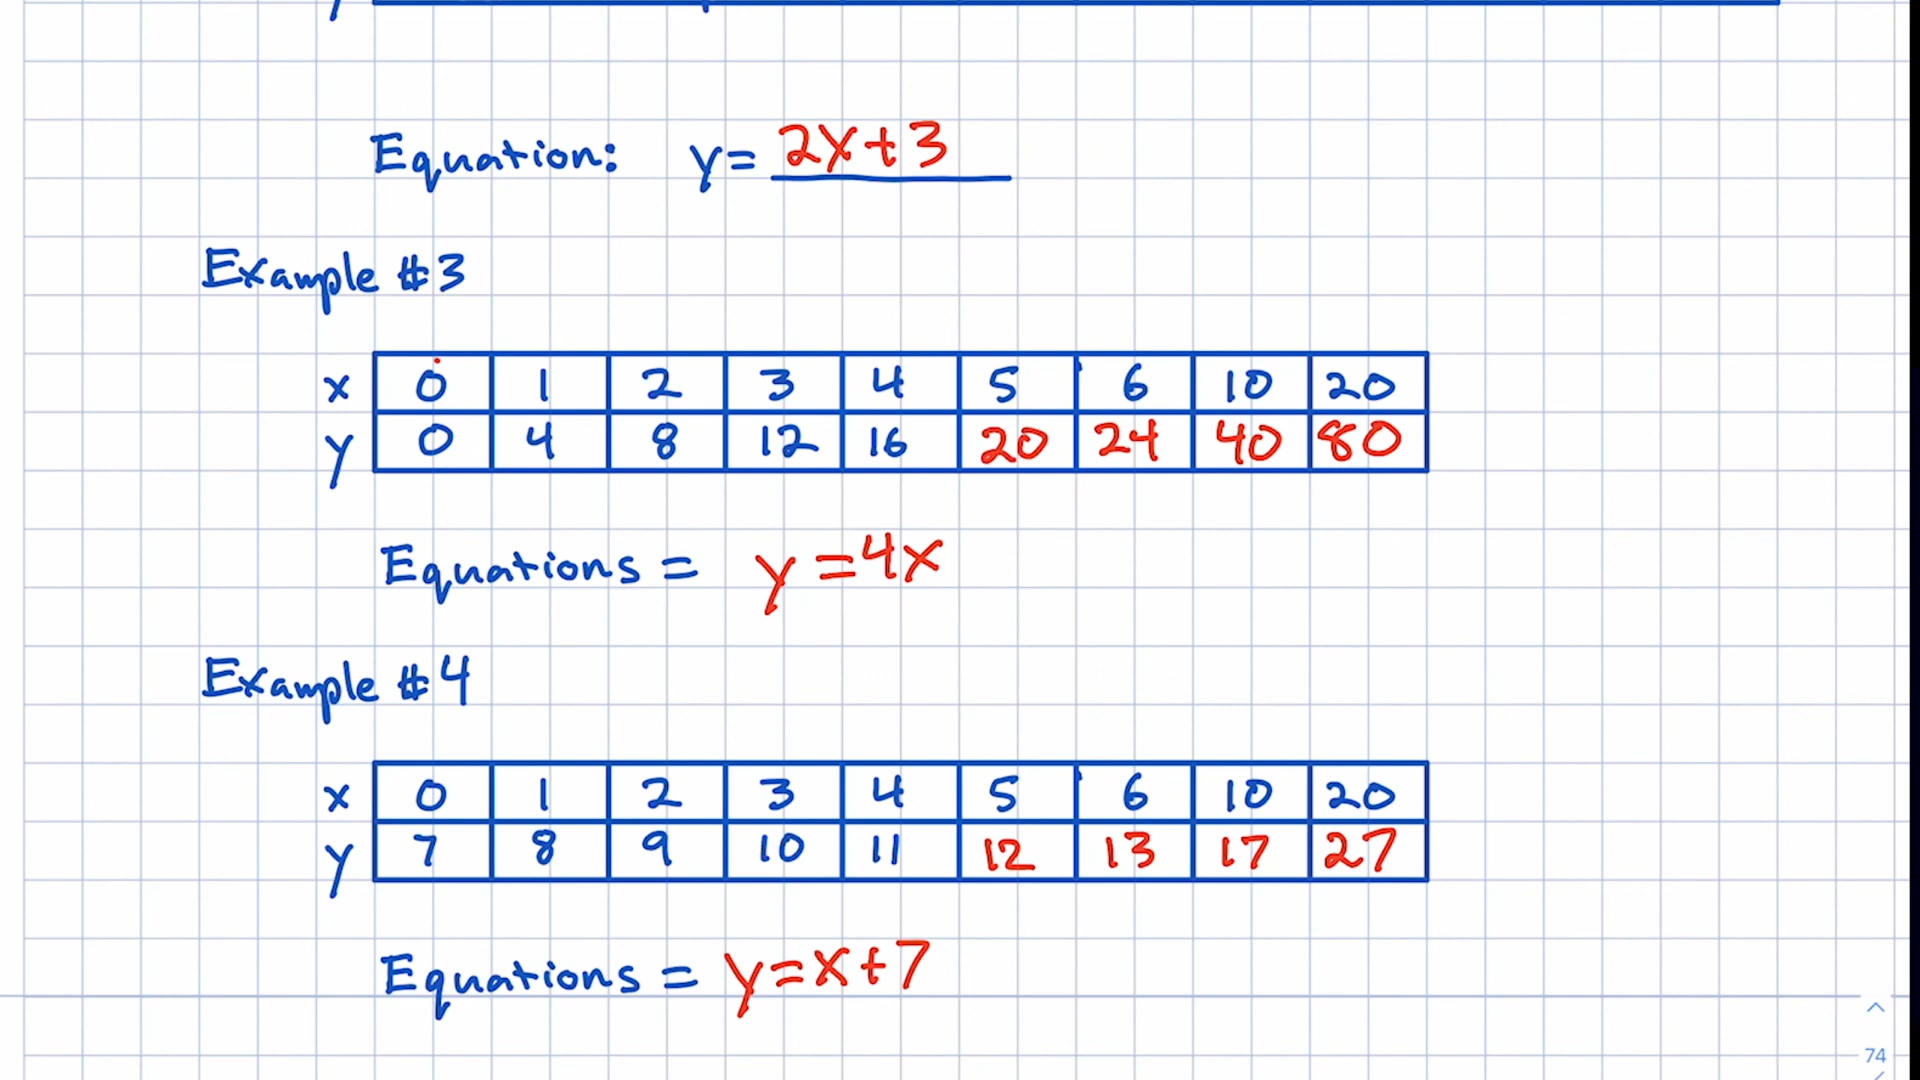 Equation: y= 2x+3
Example #3
x 0 1 2 3 4 5 6 10 20
y 0 4 8 12 16 20 24 40 80
Equations = y=4x
Example #4
x 0 1 2 3 4 5 6 10 20
y 7 8 9 10 11 12 13 17 27
Equations = y=x+7
74